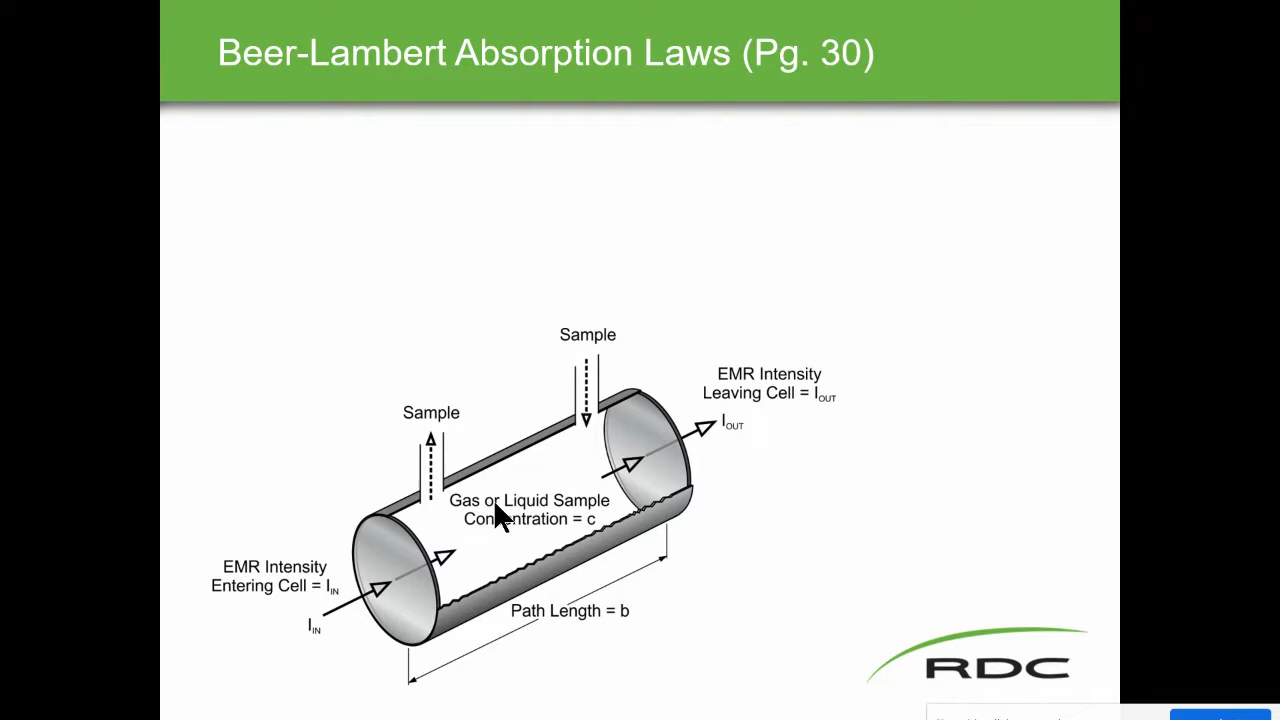 Beer-Lambert Absorption Laws (Pg. 30)
Sample
EMR Intensity
Leaving Cell = IOUT
IOUT
Sample
Gas or Liquid Sample
Concentration = c
EMR Intensity
Entering Cell = IIN
IIN
Path Length = b
RDC